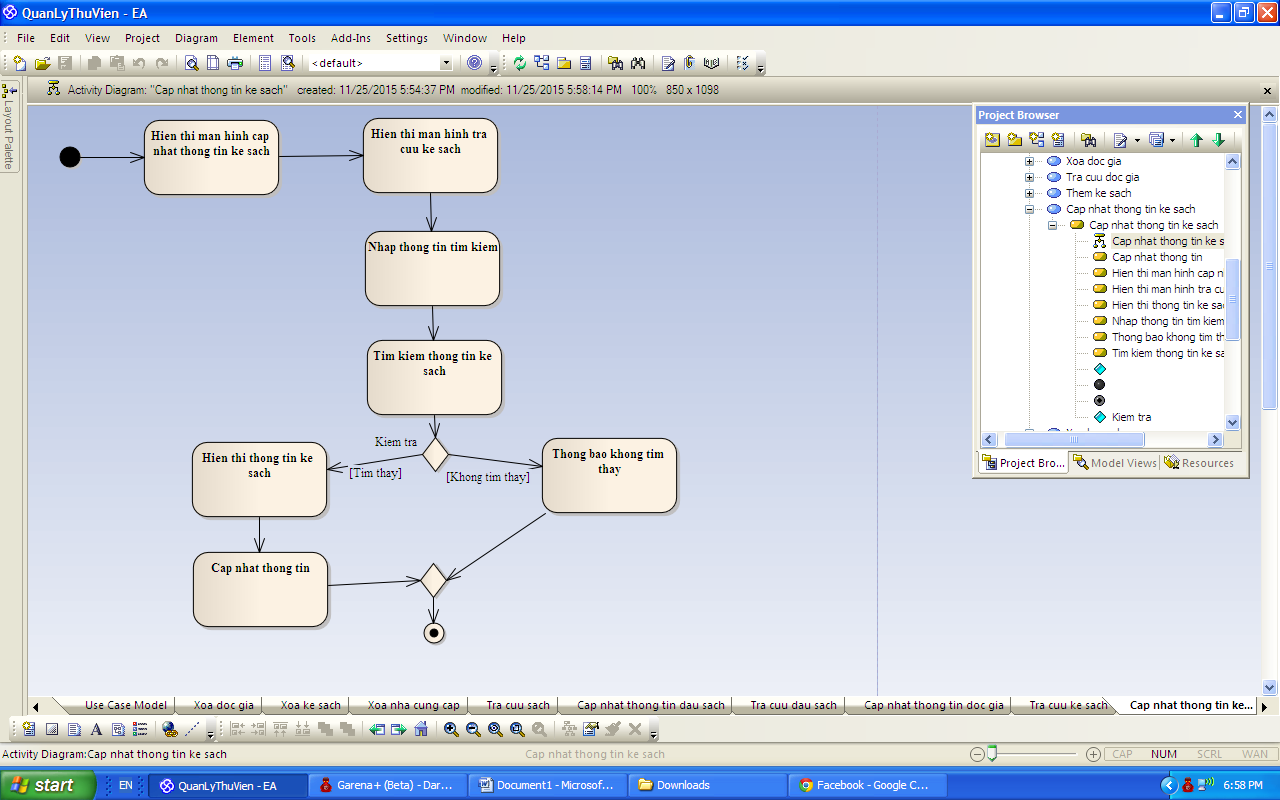 QuanLyThuVien - EA
File Edit View Project Diagram Element Tools Add-Ins Settings Window Help
<default>
Activity Diagram: "Cap nhat thong tin ke sach" created: 11/25/2015 5:54:37 PM modified: 11/25/2015 5:58:14 PM 100% 850 x 1098
Layout Palette
Hien thi man hinh cap
nhat thong tin ke sach
Hien thi man hinh tra
cuu ke sach
Nhap thong tin tim kiem
Tim kiem thong tin ke
sach
Kiem tra
[Tim thay]
[Khong tim thay]
Hien thi thong tin ke
sach
Thong bao khong tim
thay
Cap nhat thong tin
Project Browser
Xoa doc gia
Tra cuu doc gia
Them ke sach
Cap nhat thong tin ke sach
Cap nhat thong tin ke sach
Cap nhat thong tin ke s
Cap nhat thong tin
Hien thi man hinh cap n
Hien thi man hinh tra cu
Hien thi thong tin ke sa
Nhap thong tin tim kiem
Thong bao khong tim th
Tim kiem thong tin ke sa
Kiem tra
Project Bro... Model Views Resources
Use Case Model Xoa doc gia Xoa ke sach Xoa nha cung cap Tra cuu sach Cap nhat thong tin dau sach Tra cuu dau sach Cap nhat thong tin doc gia Tra cuu ke sach Cap nhat thong tin ke...
Activity Diagram:Cap nhat thong tin ke sach Cap nhat thong tin ke sach CAP NUM SCRL WAN
start EN QuanLyThuVien - EA Garena+ (Beta) - Dar... Document1 - Microsof... Downloads Facebook - Google C... 6:58 PM